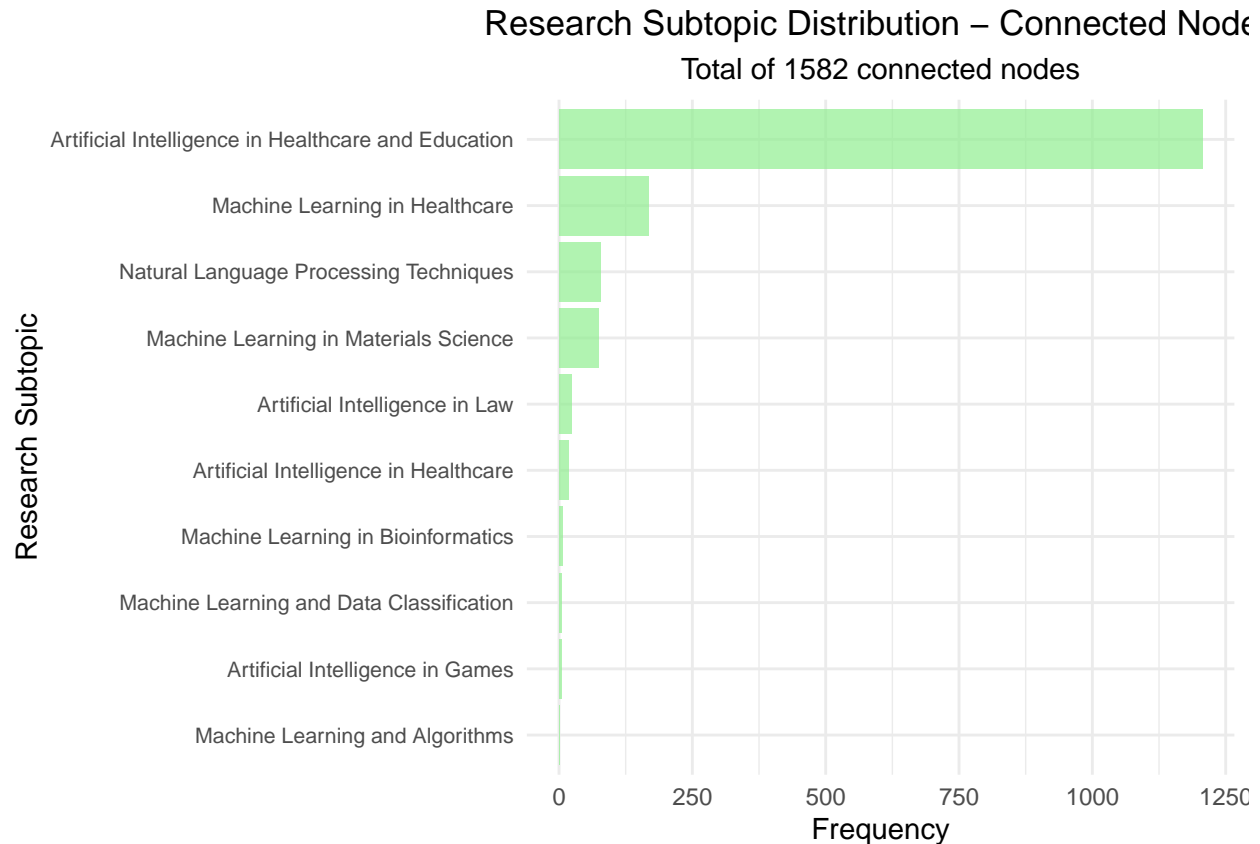 Research Subtopic Distribution – Connected Node
Total of 1582 connected nodes
Artificial Intelligence in Healthcare and Education
Machine Learning in Healthcare
Natural Language Processing Techniques
Machine Learning in Materials Science
Artificial Intelligence in Law
Artificial Intelligence in Healthcare
Machine Learning in Bioinformatics
Machine Learning and Data Classification
Artificial Intelligence in Games
Machine Learning and Algorithms
Research Subtopic
0 250 500 750 1000 1250
Frequency